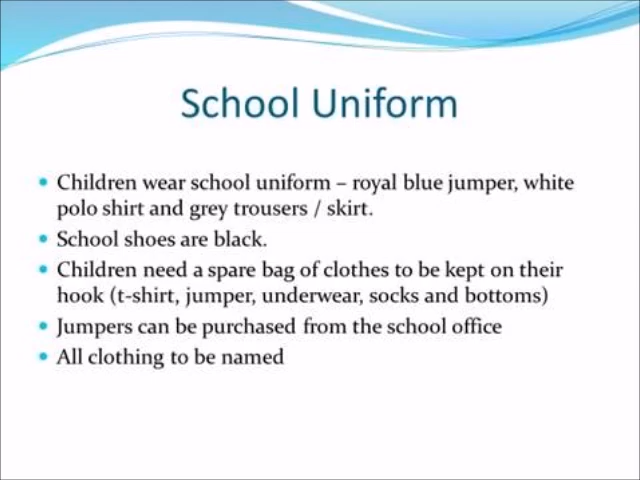 School Uniform
• Children wear school uniform – royal blue jumper, white
polo shirt and grey trousers / skirt.
• School shoes are black.
• Children need a spare bag of clothes to be kept on their
hook (t-shirt, jumper, underwear, socks and bottoms)
• Jumpers can be purchased from the school office
• All clothing to be named